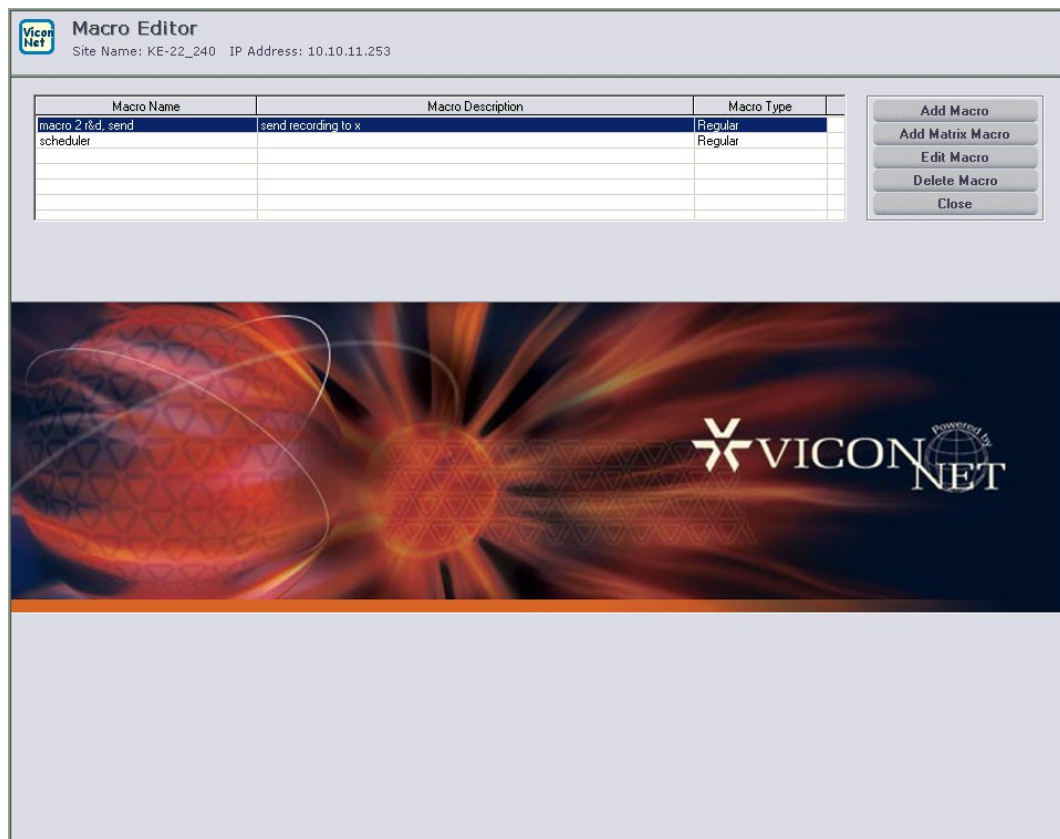 Vicon
Net
Macro Editor
Site Name: KE-22_240 IP Address: 10.10.11.253
Macro Name Macro Description Macro Type
macro 2 r&d, send send recording to x Regular
scheduler Regular
Add Macro
Add Matrix Macro
Edit Macro
Delete Macro
Close
VICON
Powered by
NET